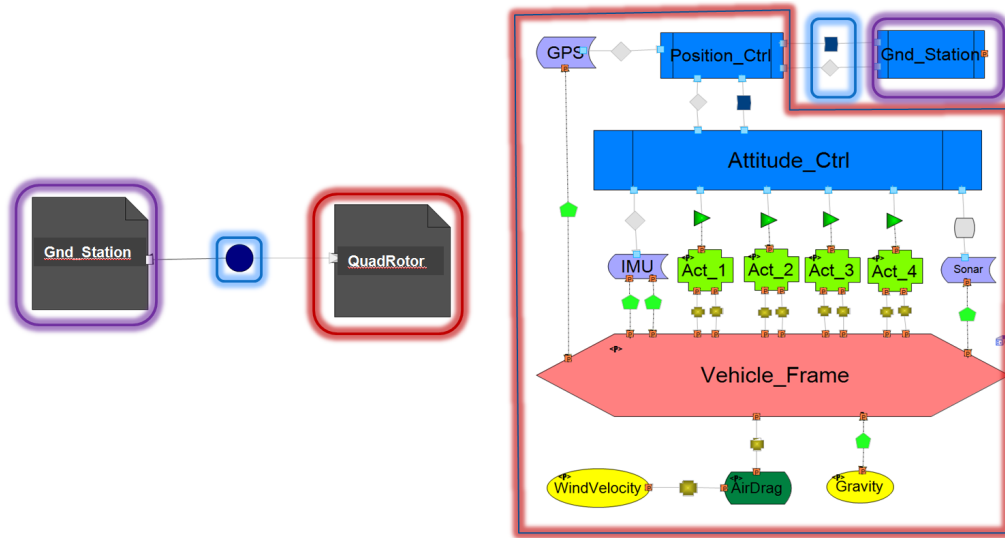 GPS
Position_Ctrl
Gnd_Station
Attitude_Ctrl
Gnd_Station
QuadRotor
IMU
<P>
Act_1
<P>
Act_2
<P>
Act_3
<P>
Act_4
Sonar
<P>
Vehicle_Frame
<P>
WindVelocity
<P>
AirDrag
<P>
Gravity